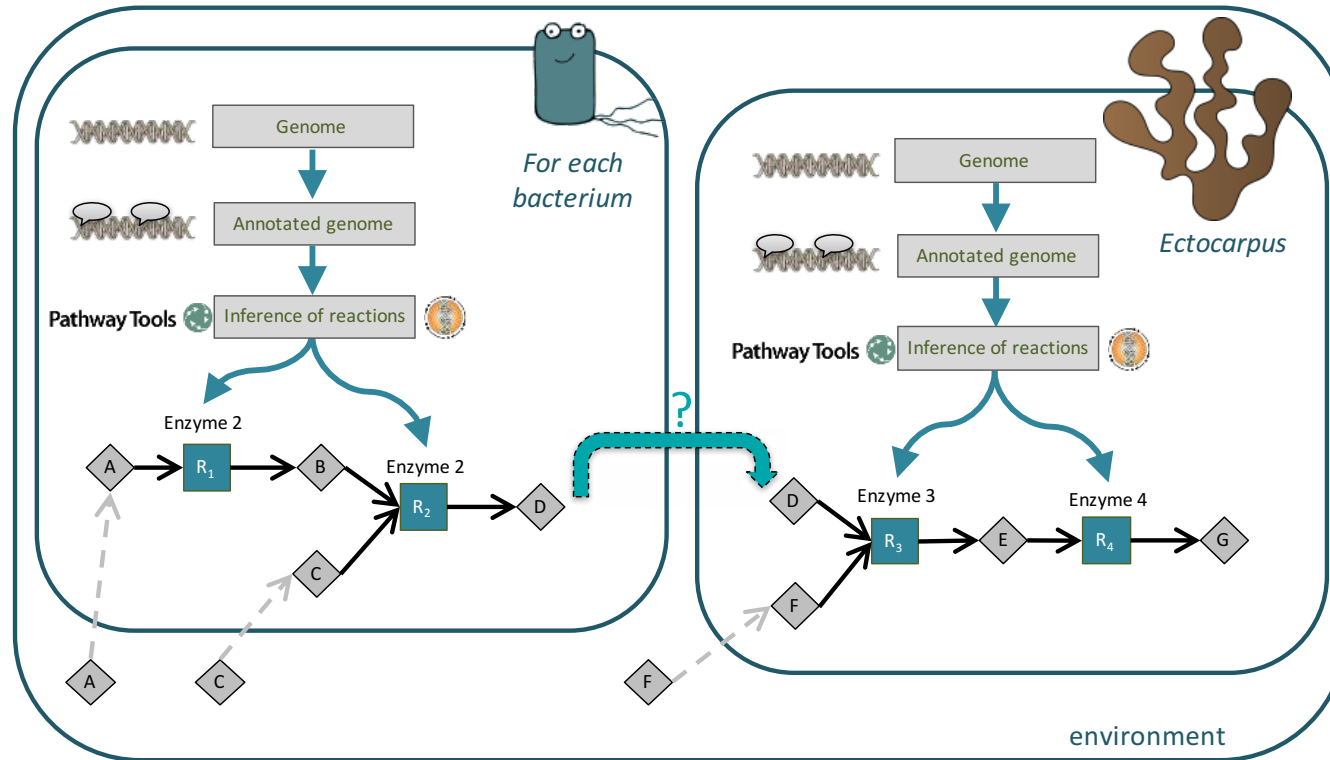 Genome
For each
bacterium
Annotated genome
Pathway Tools
Inference of reactions
Enzyme 2
A
R1
B
Enzyme 2
R2
D
C
A
C
?
Genome
Ectocarpus
Annotated genome
Pathway Tools
Inference of reactions
D
Enzyme 3
R3
E
Enzyme 4
R4
G
F
F
environment